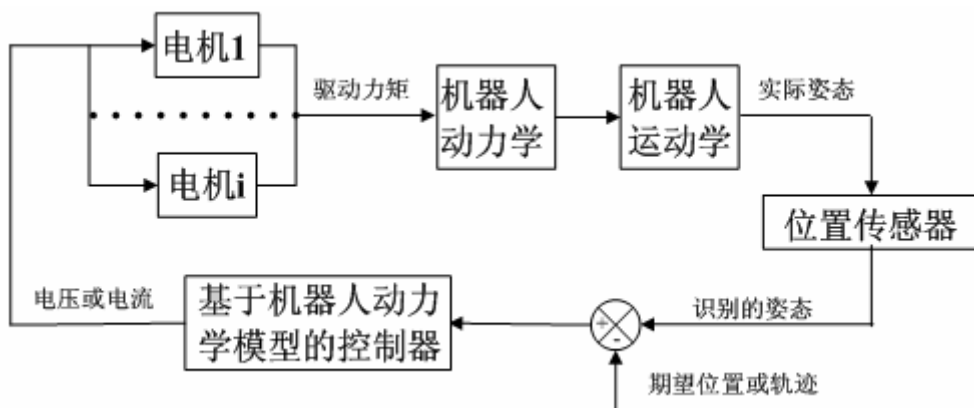 电机1
驱动力矩
机器人
动力学
机器人
运动学
实际姿态
电机i
位置传感器
电压或电流
基于机器人动力
学模型的控制器
+
-
识别的姿态
期望位置或轨迹